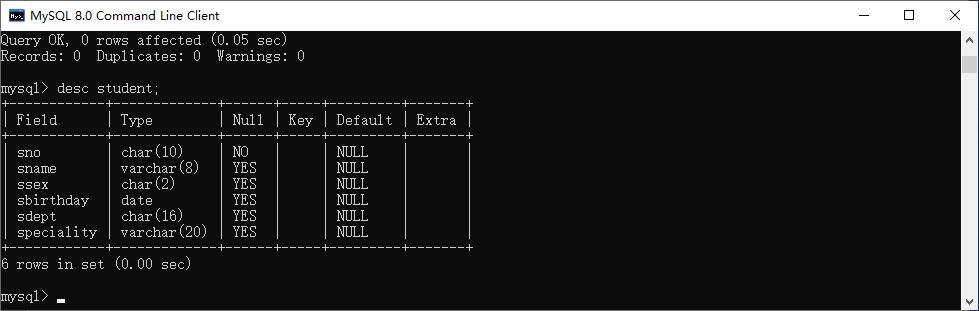 MySQL 8.0 Command Line Client
Query OK, 0 rows affected (0.05 sec)
Records: 0  Duplicates: 0  Warnings: 0
mysql> desc student;
+------------+-------------+------+-----+---------+-------+
| Field      | Type        | Null | Key | Default | Extra |
+------------+-------------+------+-----+---------+-------+
| sno        | char(10)    | NO   |     | NULL    |       |
| sname      | varchar(8)  | YES  |     | NULL    |       |
| ssex       | char(2)     | YES  |     | NULL    |       |
| sbirthday  | date        | YES  |     | NULL    |       |
| sdept      | char(16)    | YES  |     | NULL    |       |
| speciality | varchar(20) | YES  |     | NULL    |       |
+------------+-------------+------+-----+---------+-------+
6 rows in set (0.00 sec)
mysql> _